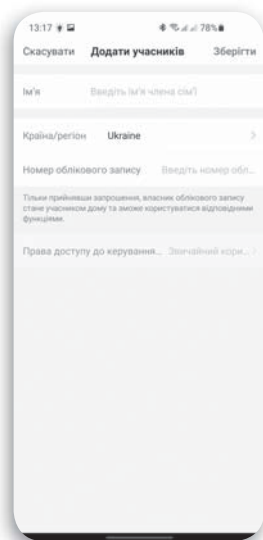 13:17 78%
Скасувати Додати учасників Зберігти
Ім'я Введіть ім'я члена сім'ї
Країна/регіон Ukraine
Номер облікового запису Введіть номер обл...
Тільки прийнявши запрошення, власник облікового запису
стане учасником дому та зможе користуватися відповідними
функціями.
Права доступу до керування... Звичайний кори...